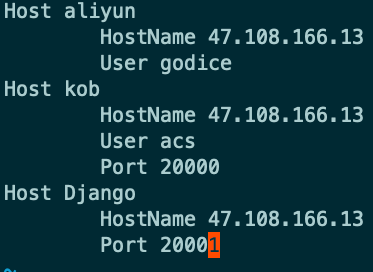 Host aliyun
HostName 47.108.166.13
User godice
Host kob
HostName 47.108.166.13
User acs
Port 20000
Host Django
HostName 47.108.166.13
Port 20001
~